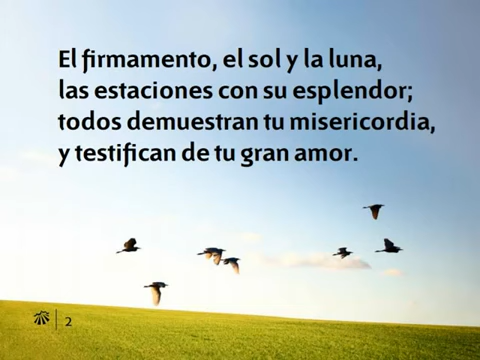 El firmamento, el sol y la luna,
las estaciones con su esplendor;
todos demuestran tu misericordia,
y testifican de tu gran amor.
2